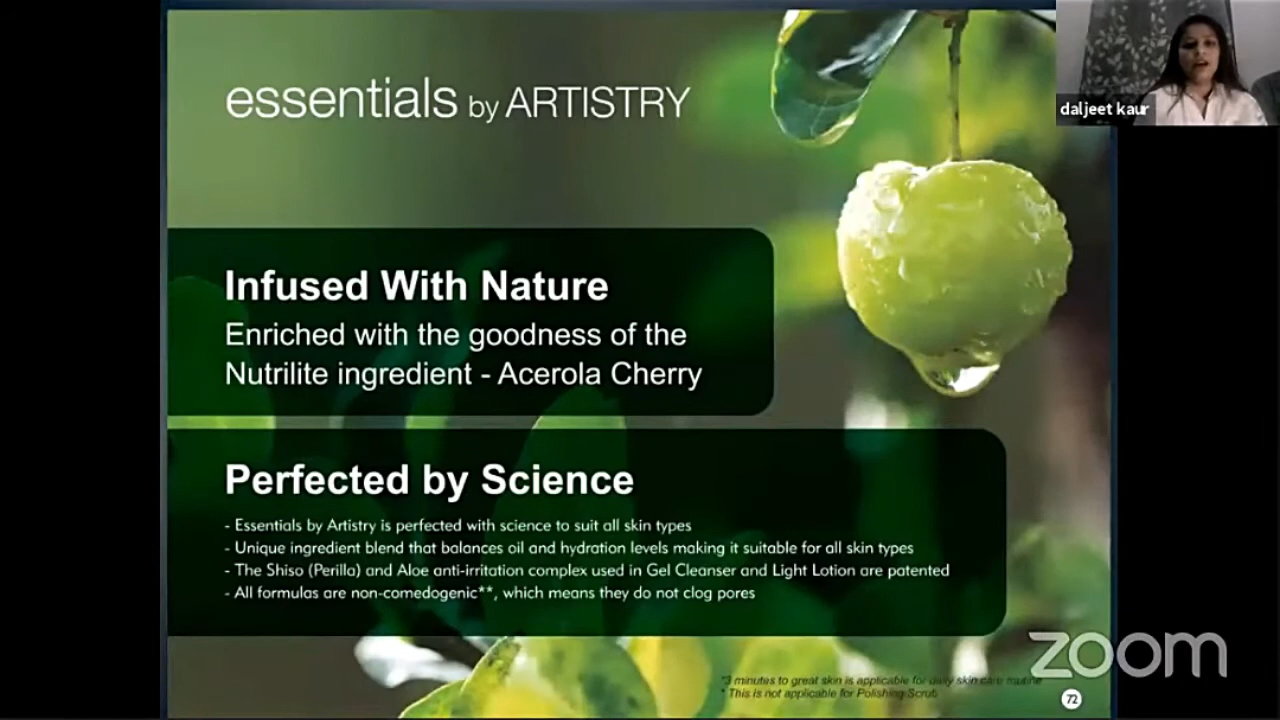 essentials by ARTISTRY
daljeet kaur
Infused With Nature
Enriched with the goodness of the
Nutrilite ingredient - Acerola Cherry
Perfected by Science
- Essentials by Artistry is perfected with science to suit all skin types
- Unique ingredient blend that balances oil and hydration levels making it suitable for all skin types
- The Shiso (Perilla) and Aloe anti-irritation complex used in Gel Cleanser and Light Lotion are patented
- All formulas are non-comedogenic**, which means they do not clog pores
zoom
*3 minutes to great skin is applicable for daily skin care routine
* This is not applicable for Polishing Scrub
72